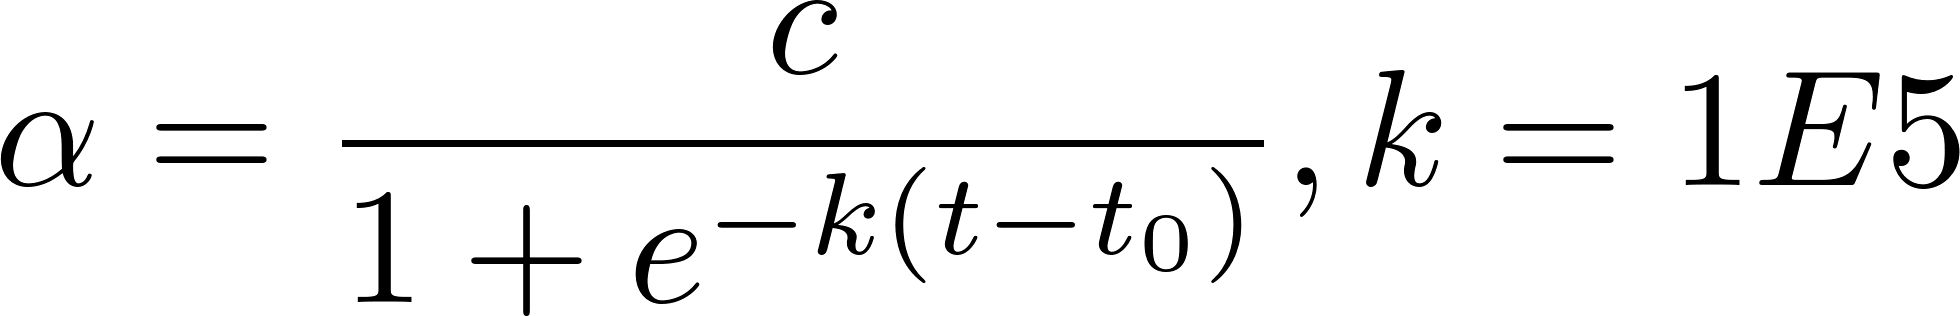 α = c / (1 + e^{-k(t-t_0)}), k = 1E5